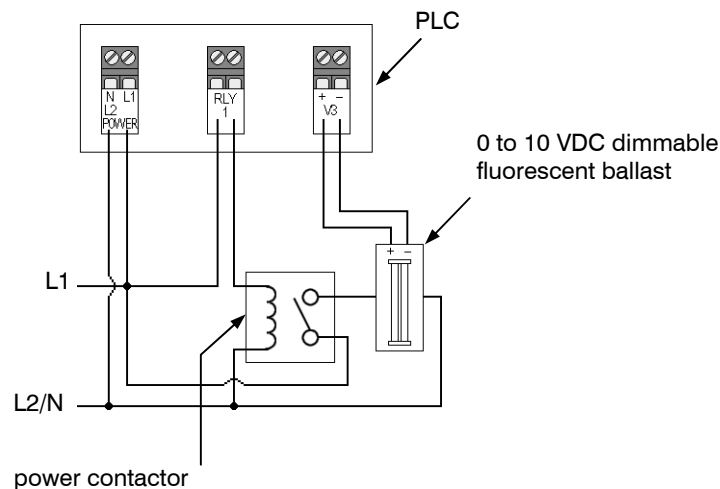 PLC
N L1
L2
POWER
RLY
1
+ −
V3
0 to 10 VDC dimmable
fluorescent ballast
+ −
L1
L2/N
power contactor